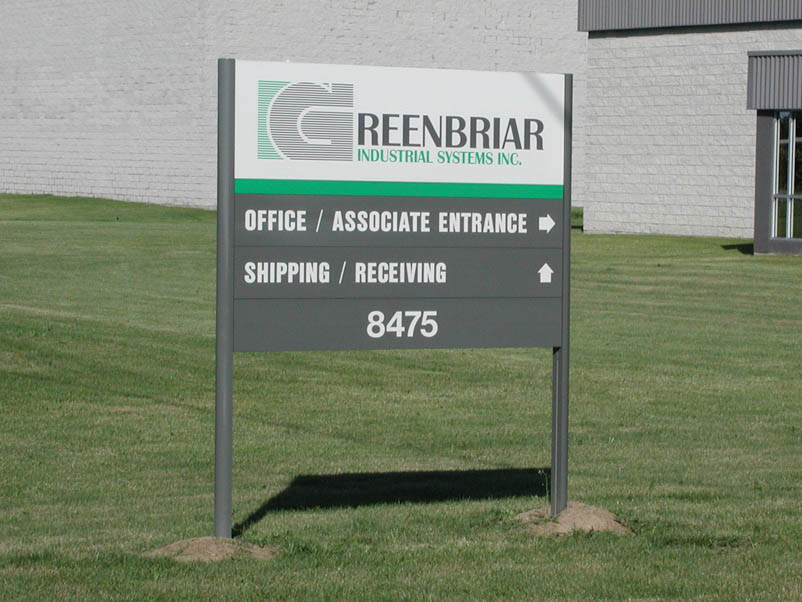 GREENBRIAR
INDUSTRIAL SYSTEMS INC.
OFFICE / ASSOCIATE ENTRANCE
SHIPPING / RECEIVING
8475